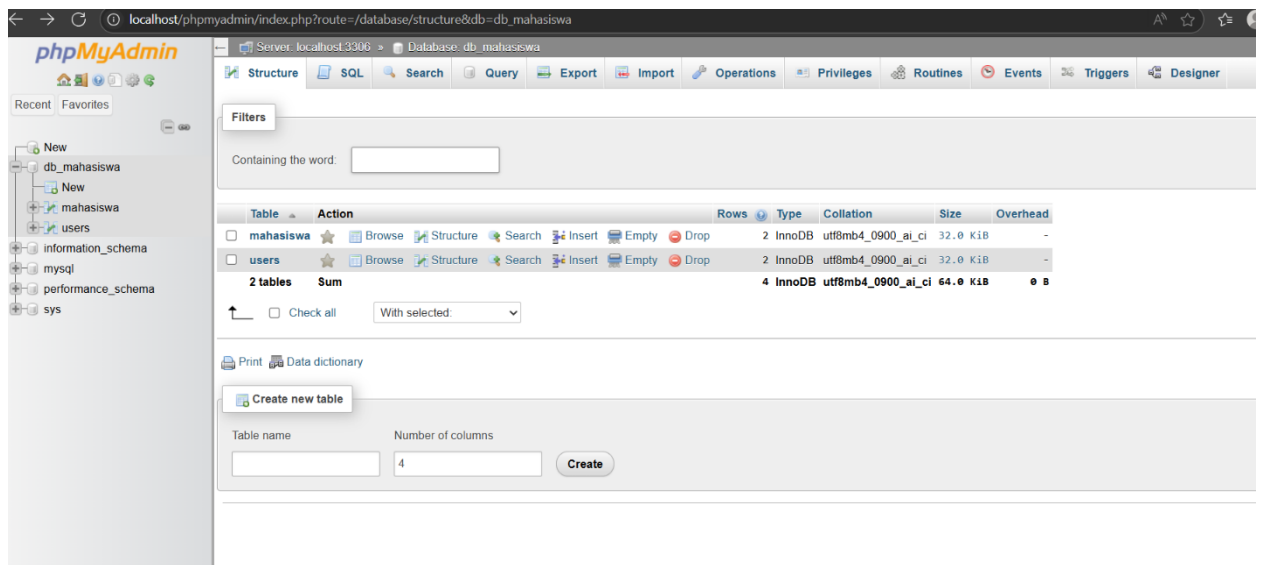 localhost/phpmyadmin/index.php?route=/database/structure&db=db_mahasiswa
phpMyAdmin
Recent Favorites
New
db_mahasiswa
New
mahasiswa
users
information_schema
mysql
performance_schema
sys
Server: localhost:3306 » Database: db_mahasiswa
Structure SQL Search Query Export Import Operations Privileges Routines Events Triggers Designer
Filters
Containing the word:
Table Action Rows Type Collation Size Overhead
mahasiswa Browse Structure Search Insert Empty Drop 2 InnoDB utf8mb4_0900_ai_ci 32.0 KiB -
users Browse Structure Search Insert Empty Drop 2 InnoDB utf8mb4_0900_ai_ci 32.0 KiB -
2 tables Sum 4 InnoDB utf8mb4_0900_ai_ci 64.0 KiB 0 B
Check all With selected:
Print Data dictionary
Create new table
Table name Number of columns
4 Create